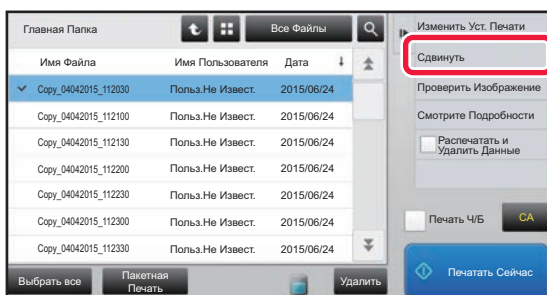 Главная Папка
Все Файлы
Имя Файла Имя Пользователя Дата
Copy_04042015_112030 Польз.Не Извест. 2015/06/24
Copy_04042015_112100 Польз.Не Извест. 2015/06/24
Copy_04042015_112130 Польз.Не Извест. 2015/06/24
Copy_04042015_112200 Польз.Не Извест. 2015/06/24
Copy_04042015_112230 Польз.Не Извест. 2015/06/24
Copy_04042015_112300 Польз.Не Извест. 2015/06/24
Copy_04042015_112330 Польз.Не Извест. 2015/06/24
Выбрать все
Пакетная
Печать
Удалить
Изменить Уст. Печати
Сдвинуть
Проверить Изображение
Смотрите Подробности
Распечатать и
Удалить Данные
Печать Ч/Б
CA
Печатать Сейчас